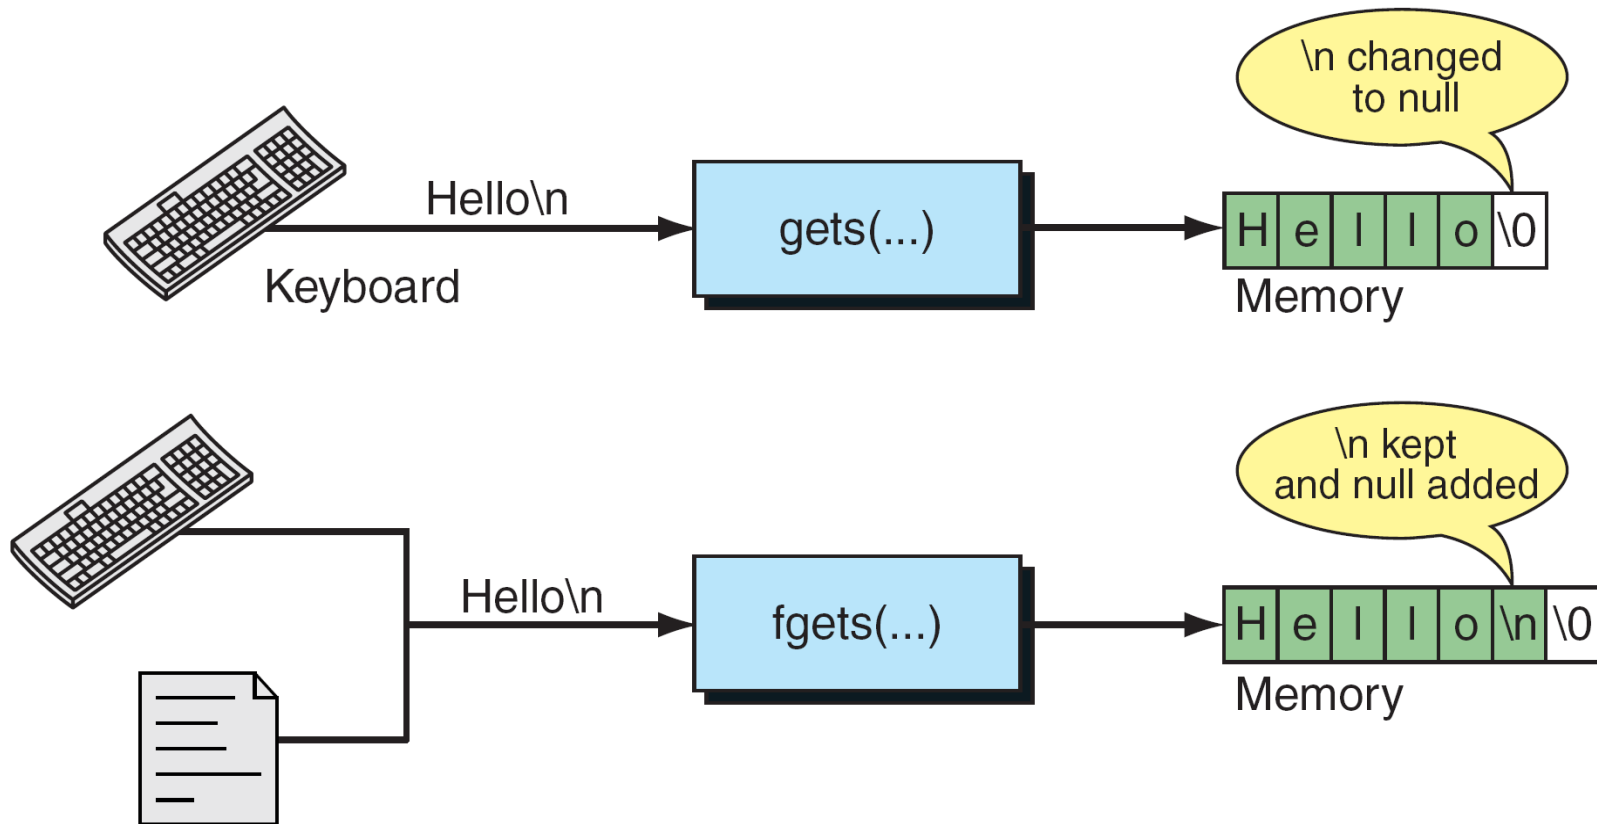 \n changed
to null
Hello\n
gets(...)
H e l l o \0
Keyboard
Memory
\n kept
and null added
Hello\n
fgets(...)
H e l l o \n \0
Memory